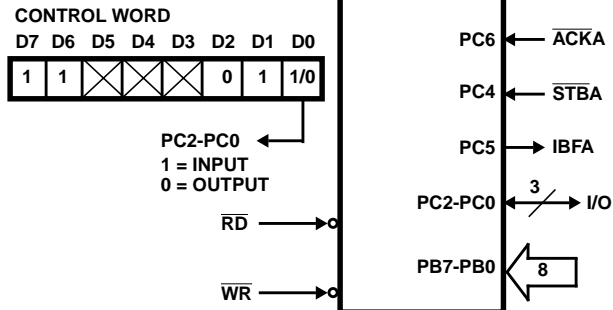 CONTROL WORD
D7 D6 D5 D4 D3 D2 D1 D0
1 1 0 1 1/0
PC2-PC0
1 = INPUT
0 = OUTPUT
RD
WR
PC6 ACKA
PC4 STBA
PC5 IBFA
PC2-PC0 3 I/O
PB7-PB0 8